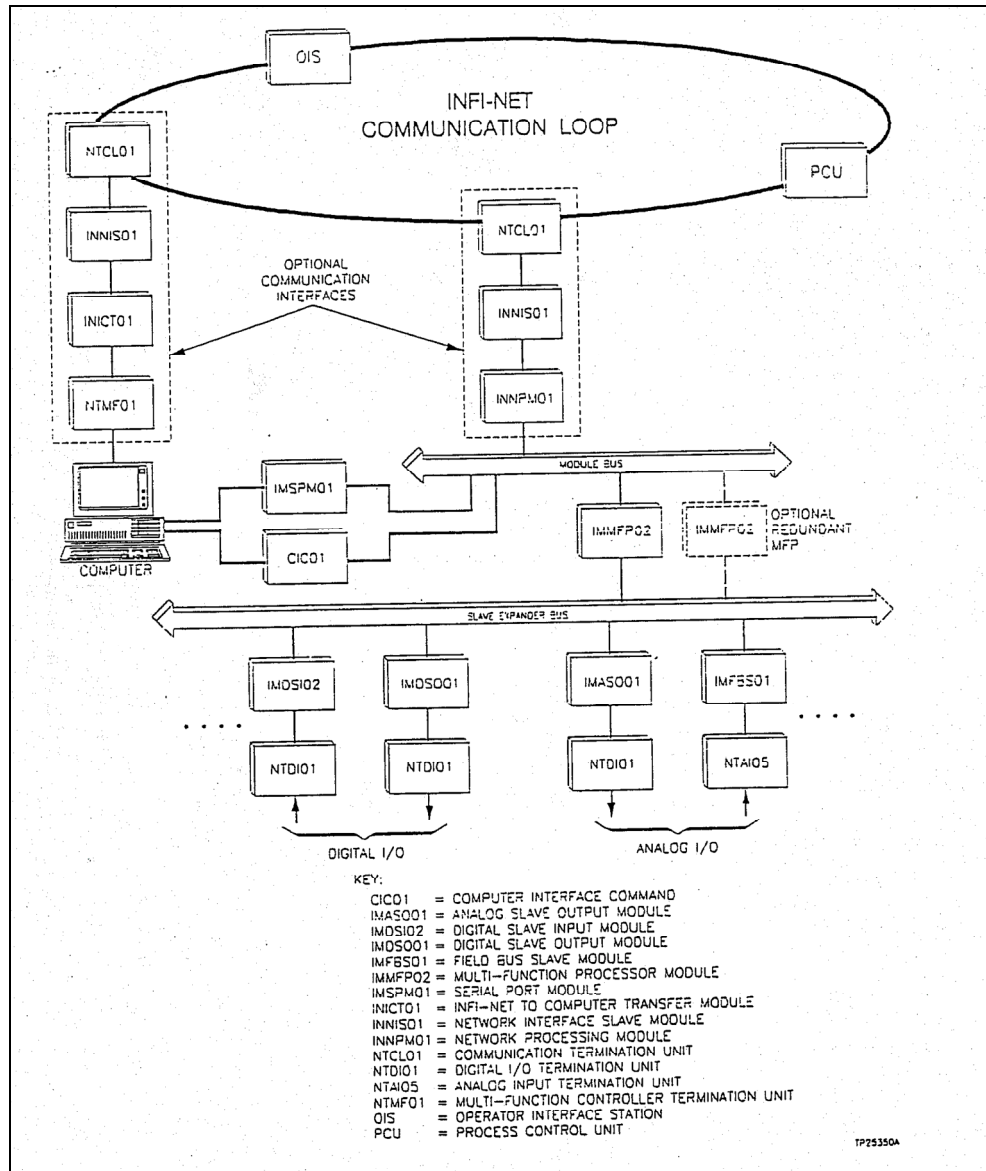 OIS
INFI-NET
COMMUNICATION LOOP
NTCL01
PCU
INNIS01
NTCL01
OPTIONAL
COMMUNICATION
INTERFACES
INICT01
INNIS01
NTMF01
INNPM01
MODULE BUS
IMSPM01
IMMFP02
IMMFP02
OPTIONAL
REDUNDANT
MFP
CIC01
COMPUTER
SLAVE EXPANDER BUS
IMDSI02
IMDSO01
IMASO01
IMFBS01
NTDI01
NTDI01
NTDI01
NTAI05
DIGITAL I/O
ANALOG I/O
KEY:
CIC01 = COMPUTER INTERFACE COMMAND
IMASO01 = ANALOG SLAVE OUTPUT MODULE
IMDSI02 = DIGITAL SLAVE INPUT MODULE
IMDSO01 = DIGITAL SLAVE OUTPUT MODULE
IMFBS01 = FIELD BUS SLAVE MODULE
IMMFP02 = MULTI-FUNCTION PROCESSOR MODULE
IMSPM01 = SERIAL PORT MODULE
INICT01 = INFI-NET TO COMPUTER TRANSFER MODULE
INNIS01 = NETWORK INTERFACE SLAVE MODULE
INNPM01 = NETWORK PROCESSING MODULE
NTCL01 = COMMUNICATION TERMINATION UNIT
NTDI01 = DIGITAL I/O TERMINATION UNIT
NTAI05 = ANALOG INPUT TERMINATION UNIT
NTMF01 = MULTI-FUNCTION CONTROLLER TERMINATION UNIT
OIS = OPERATOR INTERFACE STATION
PCU = PROCESS CONTROL UNIT
TP25350A